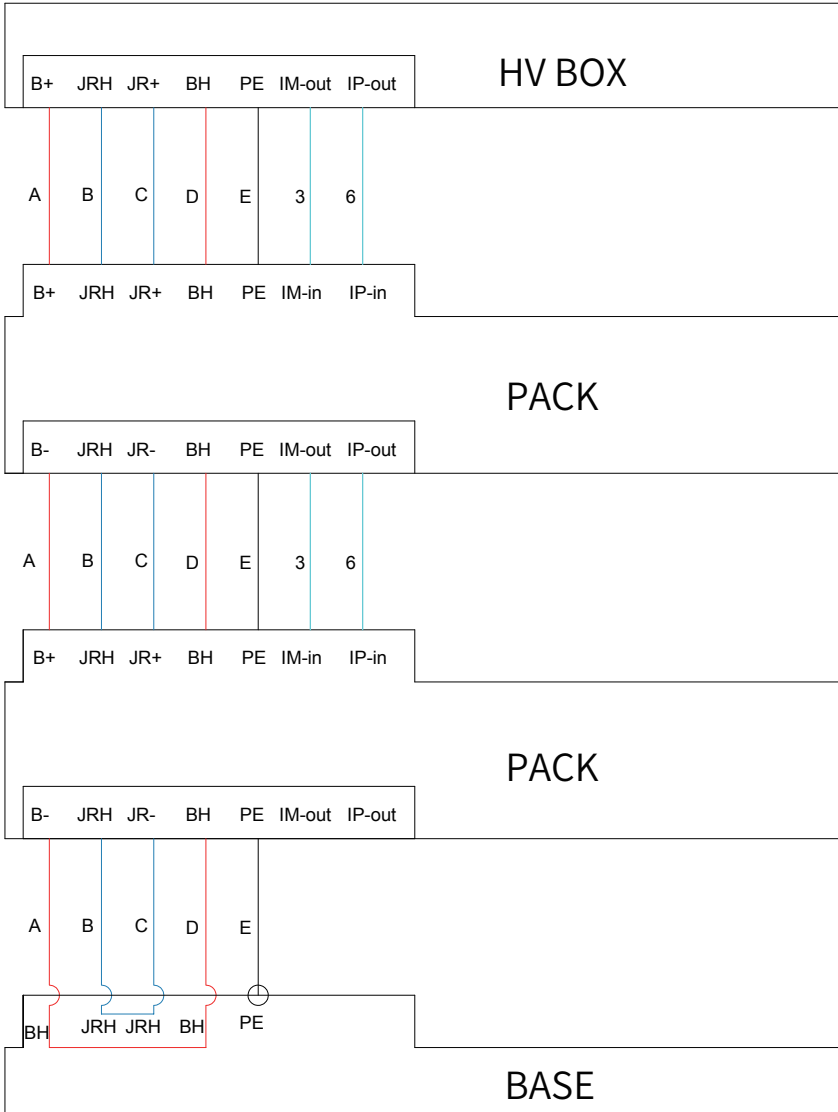 HV BOX
B+ JRH JR+ BH PE IM-out IP-out
A B C D E 3 6
B+ JRH JR+ BH PE IM-in IP-in
PACK
B- JRH JR- BH PE IM-out IP-out
A B C D E 3 6
B+ JRH JR+ BH PE IM-in IP-in
PACK
B- JRH JR- BH PE IM-out IP-out
A B C D E
BH JRH JRH BH PE
BASE